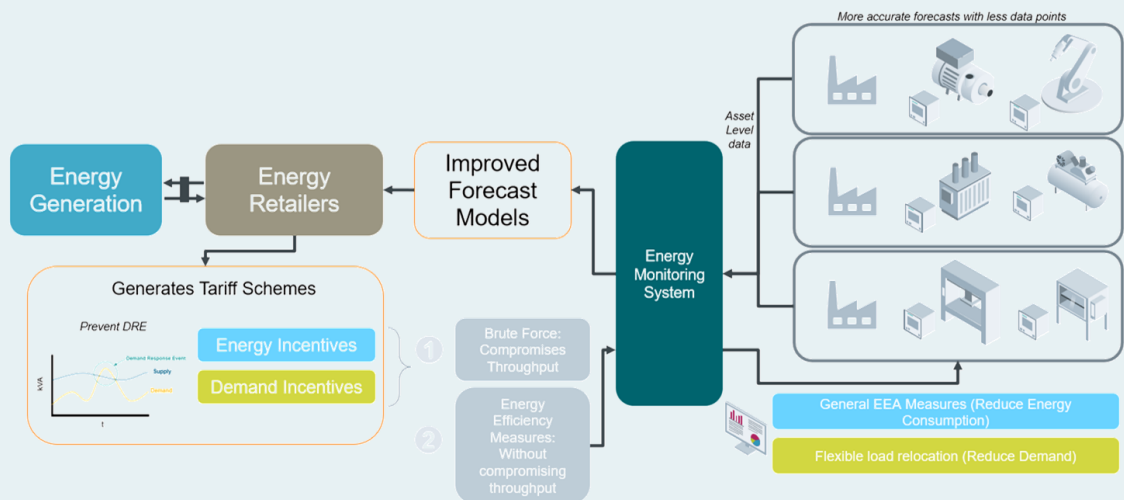 More accurate forecasts with less data points
Asset
Level
data
Energy
Generation
Energy
Retailers
Improved
Forecast
Models
Energy
Monitoring
System
Generates Tariff Schemes
Prevent DRE
Demand Response Event
Supply
Demand
kVA
t
Energy Incentives
Demand Incentives
1
Brute Force:
Compromises
Throughput
2
Energy
Efficiency
Measures:
Without
compromising
throughput
General EEA Measures (Reduce Energy
Consumption)
Flexible load relocation (Reduce Demand)